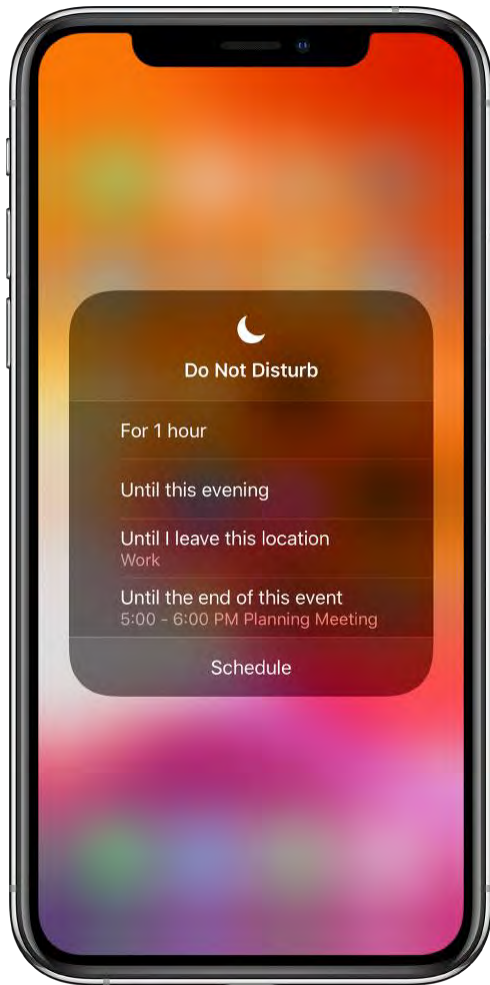 Do Not Disturb
For 1 hour
Until this evening
Until I leave this location
Work
Until the end of this event
5:00 - 6:00 PM Planning Meeting
Schedule